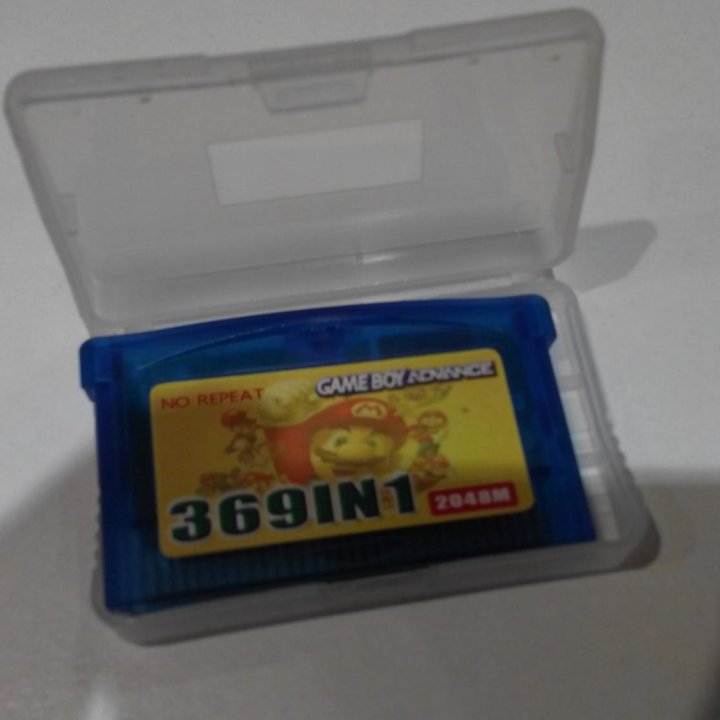 NO REPEAT
GAME BOY ADVANCE
M
369IN1
2048M